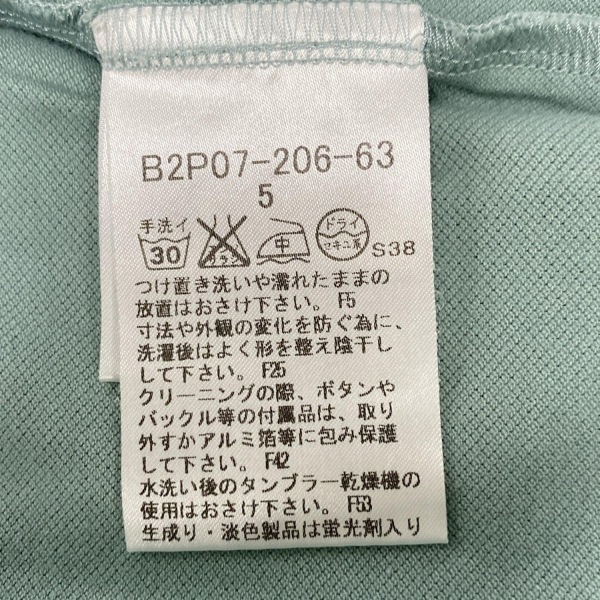 B2P07-206-63
5
手洗イ
30 エンソサラシ 中 ドライ セキユ系 S38
つけ置き洗いや濡れたままの
放置はおさけ下さい。 F5
寸法や外観の変化を防ぐ為に、
洗濯後はよく形を整え陰干し
して下さい。 F25
クリーニングの際、ボタンや
バックル等の付属品は、取り
外すかアルミ箔等に包み保護
して下さい。 F42
水洗い後のタンブラー乾燥機の
使用はおさけ下さい。 F53
生成り・淡色製品は蛍光剤入り